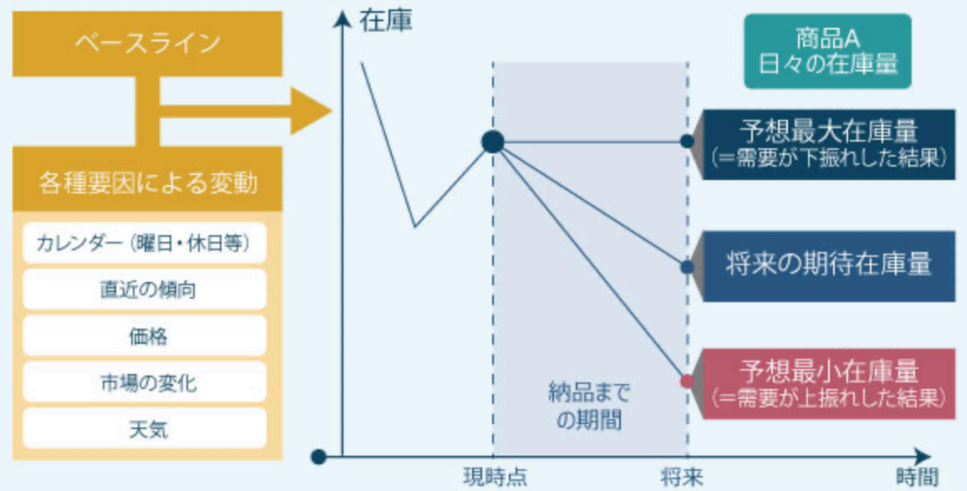 ベースライン
各種要因による変動
カレンダー（曜日・休日等）
直近の傾向
価格
市場の変化
天気
在庫
商品A
日々の在庫量
予想最大在庫量
（＝需要が下振れした結果）
将来の期待在庫量
予想最小在庫量
（＝需要が上振れした結果）
納品まで
の期間
現時点
将来
時間